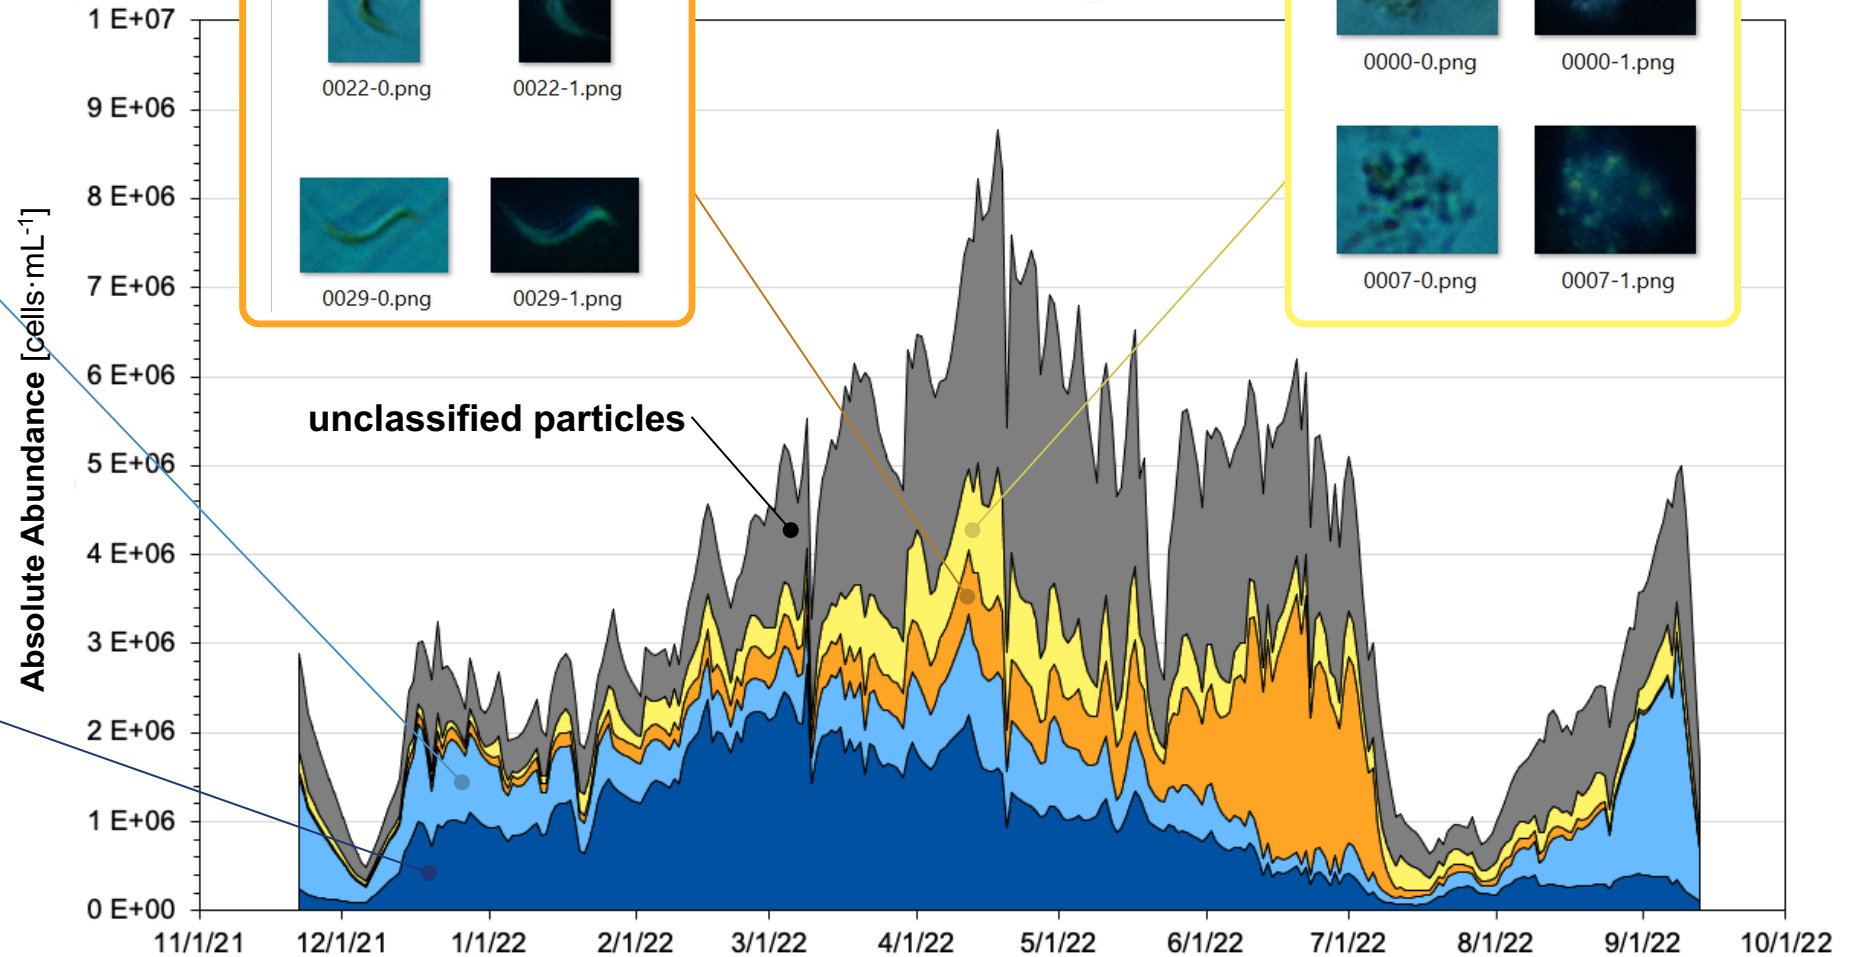 1 E+07
9 E+06
8 E+06
7 E+06
6 E+06
5 E+06
4 E+06
3 E+06
2 E+06
1 E+06
0 E+00
Absolute Abundance [cells·mL⁻¹]
0022-0.png 0022-1.png
0029-0.png 0029-1.png
0000-0.png 0000-1.png
0007-0.png 0007-1.png
unclassified particles
11/1/21 12/1/21 1/1/22 2/1/22 3/1/22 4/1/22 5/1/22 6/1/22 7/1/22 8/1/22 9/1/22 10/1/22